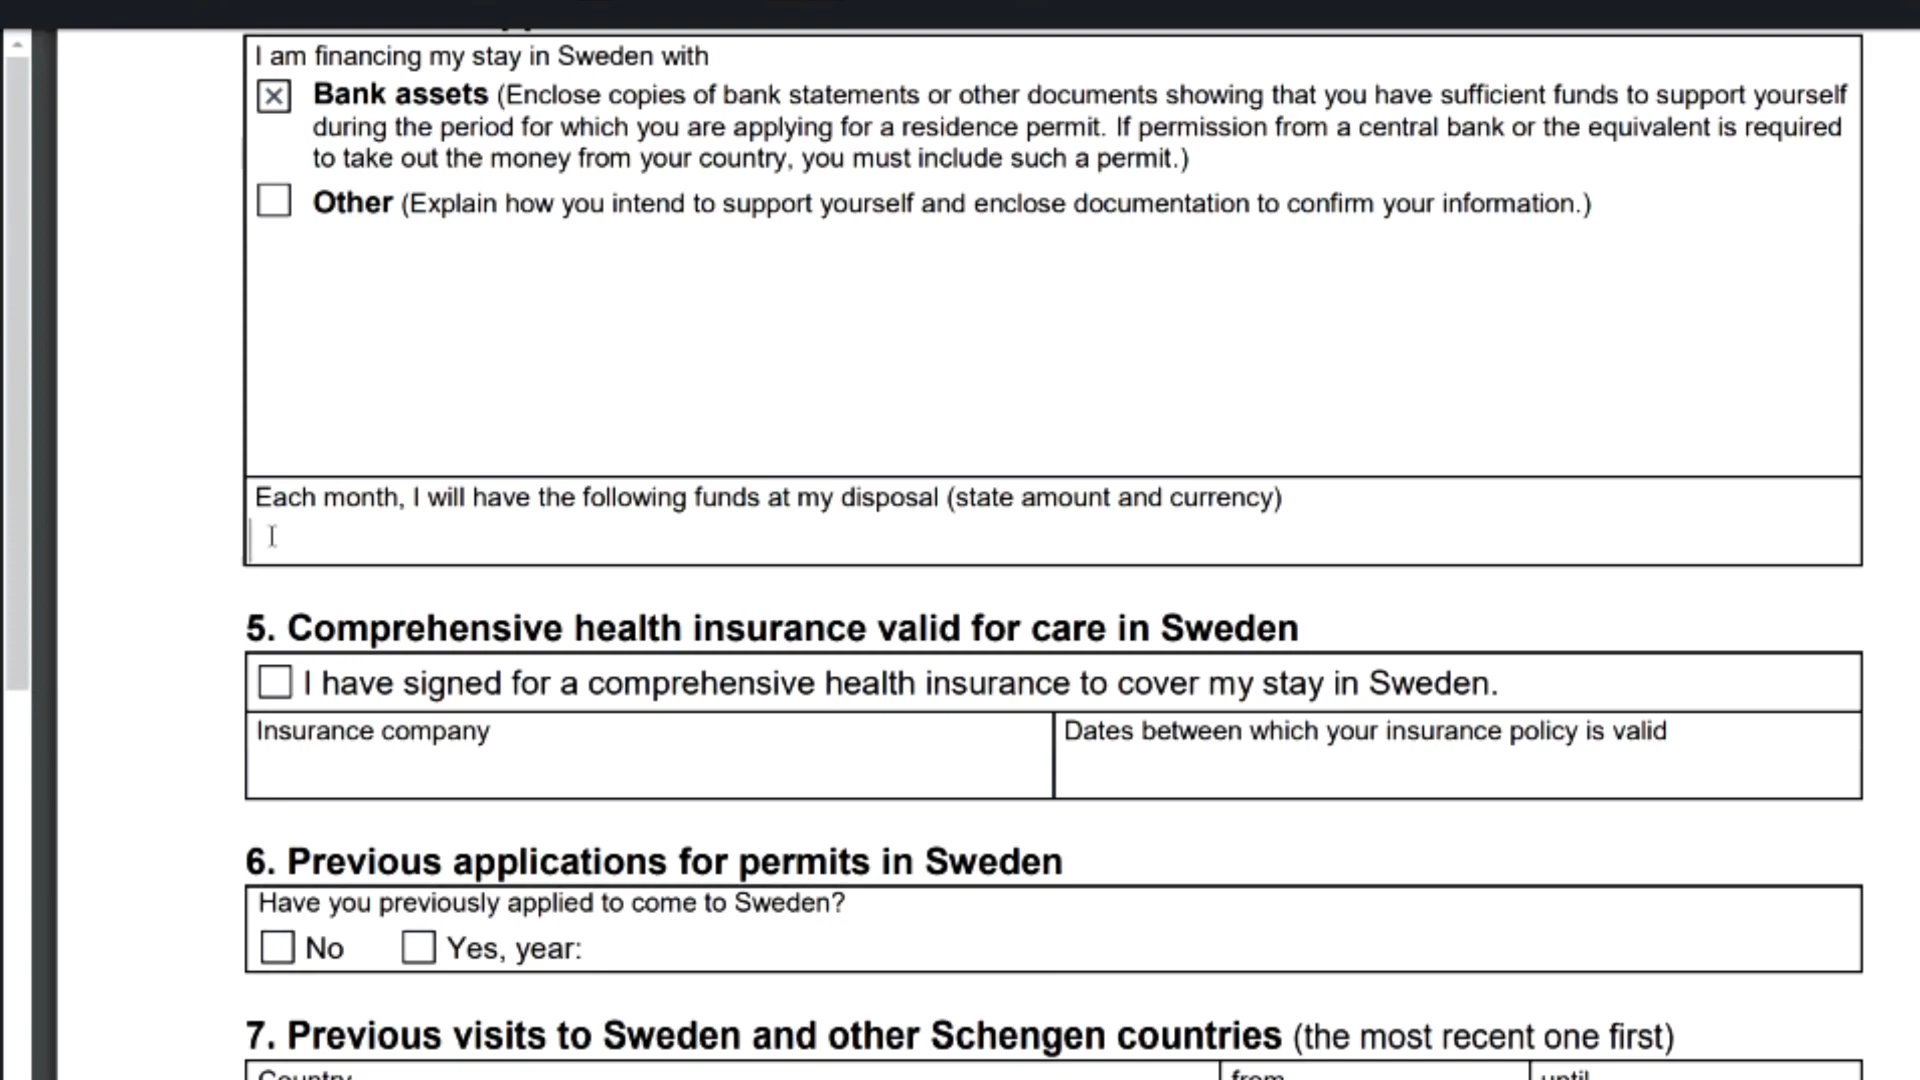 I am financing my stay in Sweden with
Bank assets (Enclose copies of bank statements or other documents showing that you have sufficient funds to support yourself
during the period for which you are applying for a residence permit. If permission from a central bank or the equivalent is required
to take out the money from your country, you must include such a permit.)
Other (Explain how you intend to support yourself and enclose documentation to confirm your information.)
Each month, I will have the following funds at my disposal (state amount and currency)
5. Comprehensive health insurance valid for care in Sweden
I have signed for a comprehensive health insurance to cover my stay in Sweden.
Insurance company
Dates between which your insurance policy is valid
6. Previous applications for permits in Sweden
Have you previously applied to come to Sweden?
No Yes, year:
7. Previous visits to Sweden and other Schengen countries (the most recent one first)
Country from until